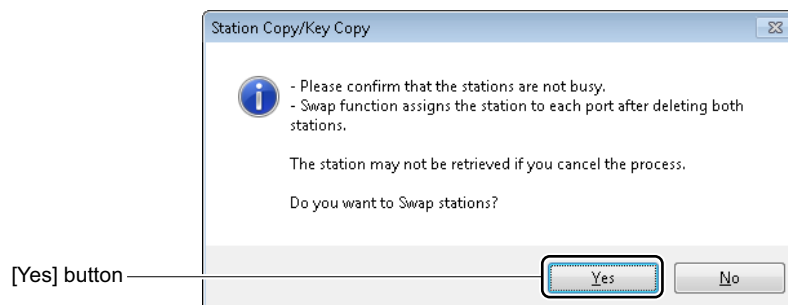 Station Copy/Key Copy
- Please confirm that the stations are not busy.
- Swap function assigns the station to each port after deleting both
stations.
The station may not be retrieved if you cancel the process.
Do you want to Swap stations?
[Yes] button
Yes
No